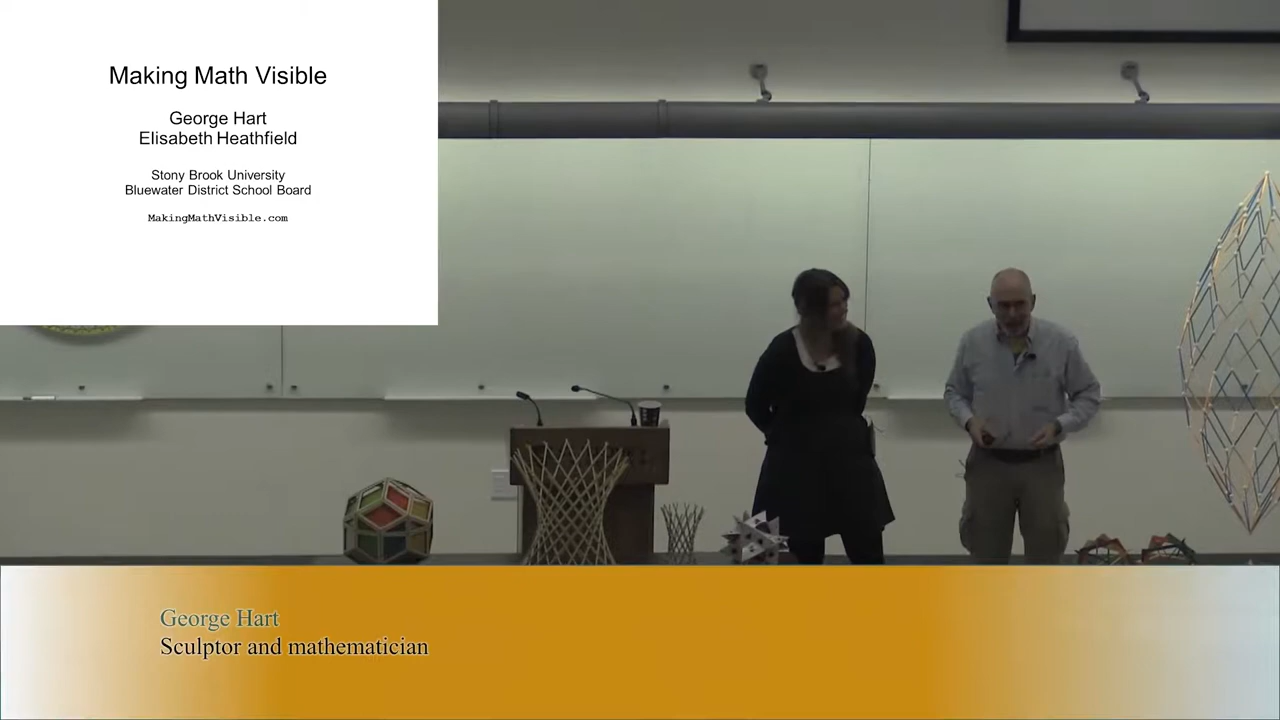 Making Math Visible
George Hart
Elisabeth Heathfield
Stony Brook University
Bluewater District School Board
MakingMathVisible.com
George Hart
Sculptor and mathematician